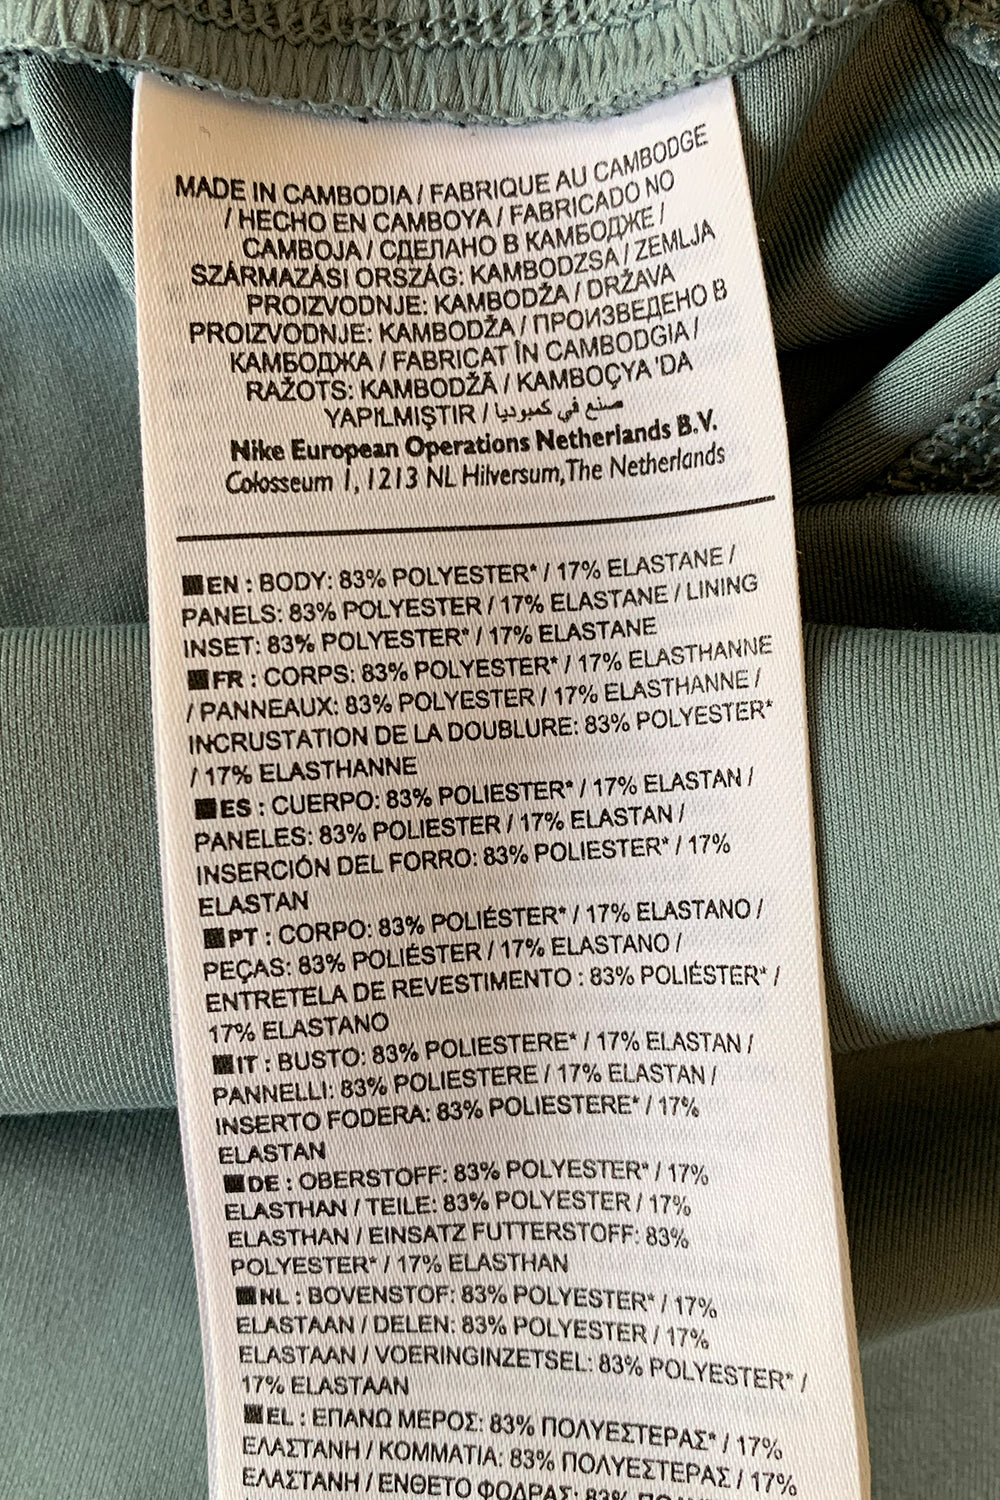 MADE IN CAMBODIA / FABRIQUE AU CAMBODGE
/ HECHO EN CAMBOYA / FABRICADO NO
CAMBOJA / СДЕЛАНО В КАМБОДЖЕ /
SZÁRMAZÁSI ORSZÁG: KAMBODZSA / ZEMLJA
PROIZVODNJE: KAMBODŽA / DRŽAVA
PROIZVODNJE: KAMBODŽA / ПРОИЗВЕДЕНО В
КАМБОДЖА / FABRICAT ÎN CAMBODGIA /
RAŽOTS: KAMBODŽĀ / KAMBOÇYA 'DA
YAPILMIŞTIR / صنع في كمبوديا
Nike European Operations Netherlands B.V.
Colosseum 1, 1213 NL Hilversum, The Netherlands
EN : BODY: 83% POLYESTER* / 17% ELASTANE /
PANELS: 83% POLYESTER / 17% ELASTANE / LINING
INSET: 83% POLYESTER* / 17% ELASTANE
FR : CORPS: 83% POLYESTER* / 17% ELASTHANNE
/ PANNEAUX: 83% POLYESTER / 17% ELASTHANNE /
INCRUSTATION DE LA DOUBLURE: 83% POLYESTER*
/ 17% ELASTHANNE
ES : CUERPO: 83% POLIESTER* / 17% ELASTAN /
PANELES: 83% POLIESTER / 17% ELASTAN /
INSERCIÓN DEL FORRO: 83% POLIESTER* / 17%
ELASTAN
PT : CORPO: 83% POLIÉSTER* / 17% ELASTANO /
PEÇAS: 83% POLIÉSTER / 17% ELASTANO /
ENTRETELA DE REVESTIMENTO : 83% POLIÉSTER* /
17% ELASTANO
IT : BUSTO: 83% POLIESTERE* / 17% ELASTAN /
PANNELLI: 83% POLIESTERE / 17% ELASTAN /
INSERTO FODERA: 83% POLIESTERE* / 17%
ELASTAN
DE : OBERSTOFF: 83% POLYESTER* / 17%
ELASTHAN / TEILE: 83% POLYESTER / 17%
ELASTHAN / EINSATZ FUTTERSTOFF: 83%
POLYESTER* / 17% ELASTHAN
NL : BOVENSTOF: 83% POLYESTER* / 17%
ELASTAAN / DELEN: 83% POLYESTER / 17%
ELASTAAN / VOERINGINZETSEL: 83% POLYESTER* /
17% ELASTAAN
EL : ΕΠΑΝΩ ΜΕΡΟΣ: 83% ΠΟΛΥΕΣΤΕΡΑΣ* / 17%
ΕΛΑΣΤΑΝΗ / ΚΟΜΜΑΤΙΑ: 83% ΠΟΛΥΕΣΤΕΡΑΣ / 17%
ΕΛΑΣΤΑΝΗ / ΕΝΘΕΤΟ ΦΟΔΡΑΣ: 83%